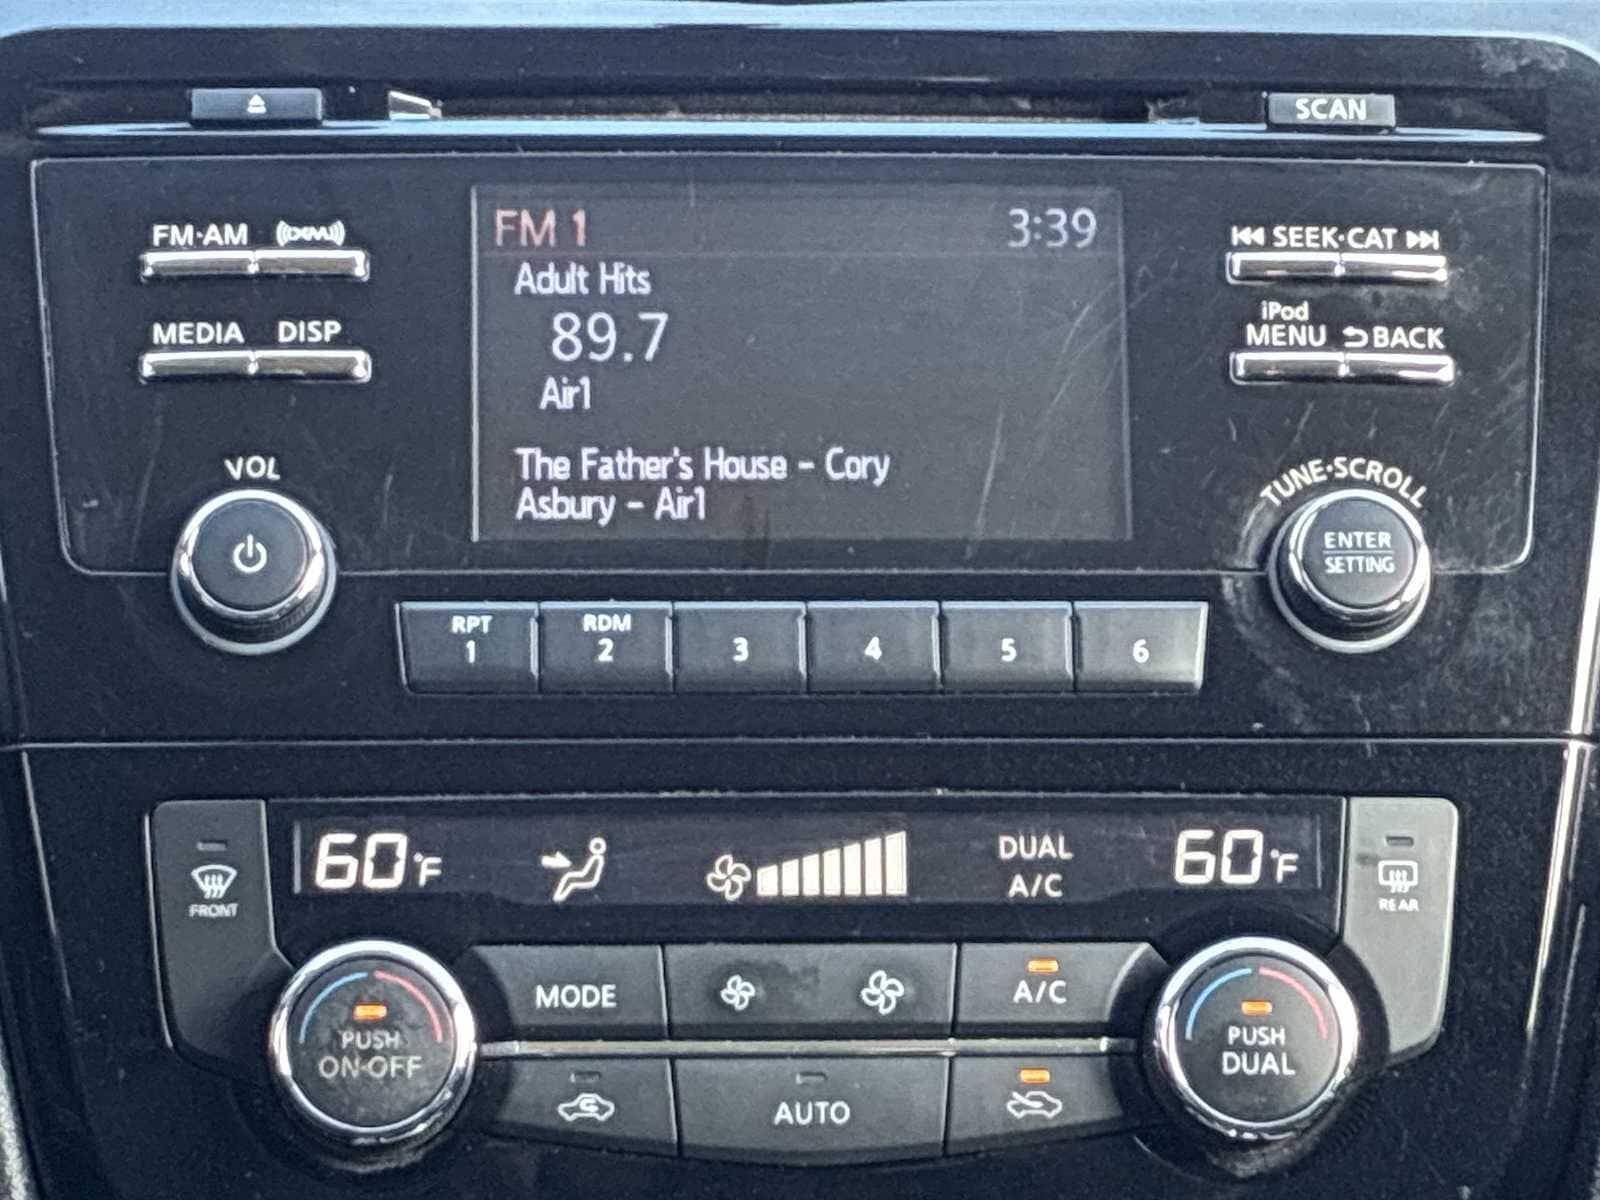 SCAN
FM·AM
((XM))
FM 1
3:39
SEEK·CAT
Adult Hits
89.7
Air1
MEDIA
DISP
iPod
MENU
BACK
The Father's House - Cory
Asbury - Air1
VOL
TUNE·SCROLL
ENTER
SETTING
RPT
1
RDM
2
3
4
5
6
60°F
DUAL
A/C
60°F
FRONT
REAR
MODE
A/C
PUSH
ON·OFF
PUSH
DUAL
AUTO